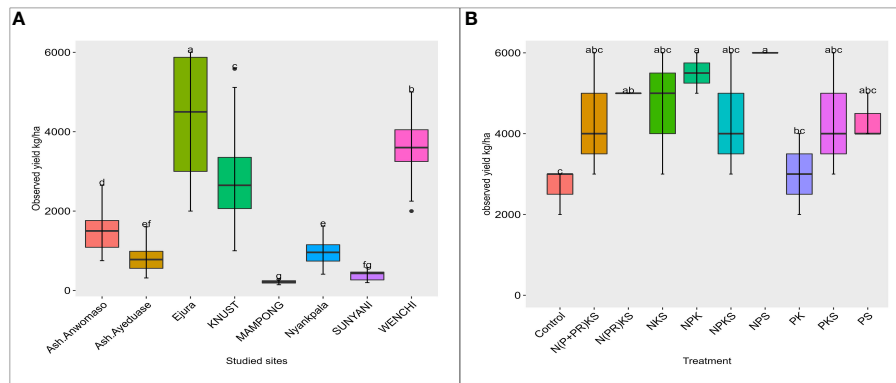 A
Observed yield kg/ha
6000
4000
2000
0
d
ef
a
c
g
e
fg
b
Ash.Anwomaso
Ash.Ayeduase
Ejura
KNUST
MAMPONG
Nyankpala
SUNYANI
WENCHI
Studied sites
B
observed yield kg/ha
6000
4000
2000
0
c
abc
ab
abc
a
abc
a
bc
abc
abc
Control
N(P+PR)KS
N(PR)KS
NKS
NPK
NPKS
NPS
PK
PKS
PS
Treatment